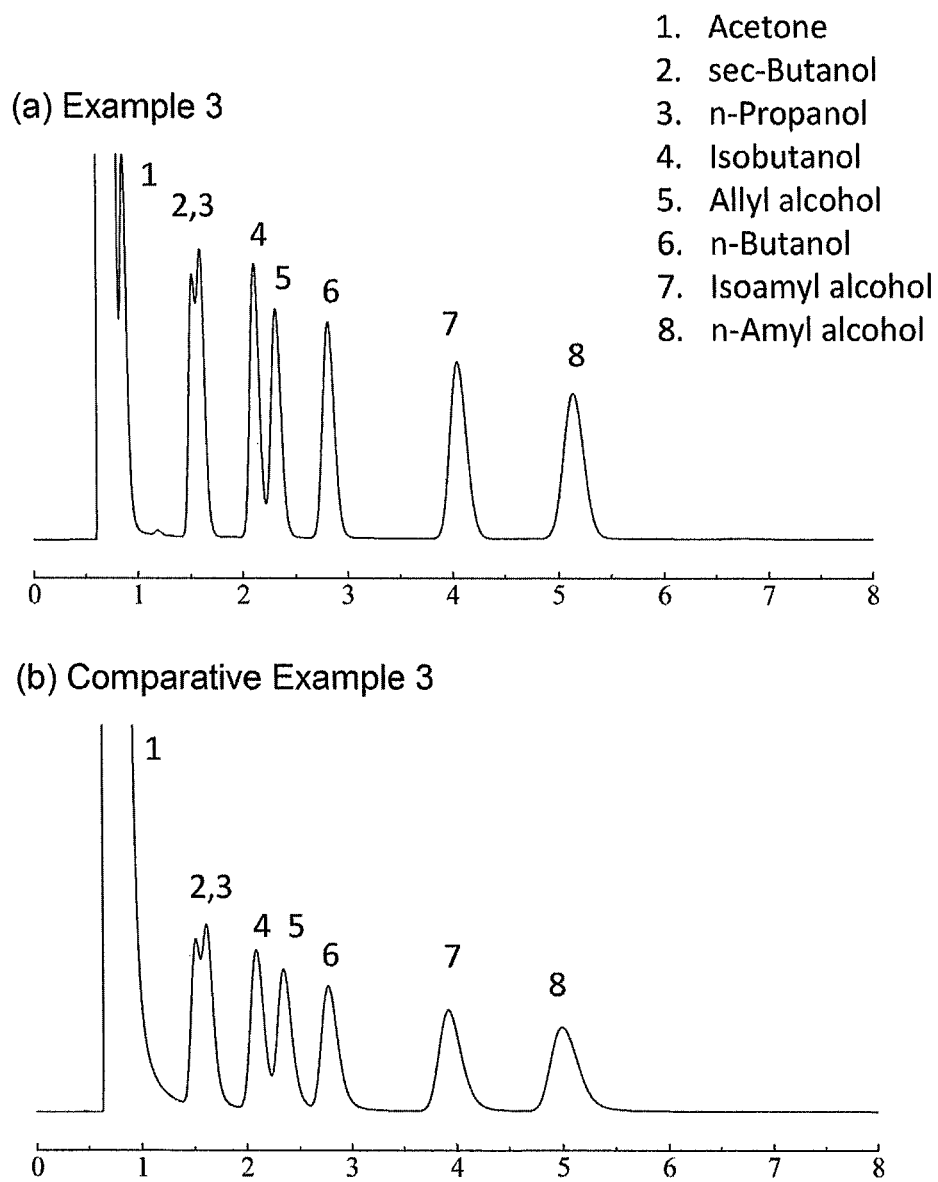 1. Acetone
2. sec-Butanol
3. n-Propanol
4. Isobutanol
5. Allyl alcohol
6. n-Butanol
7. Isoamyl alcohol
8. n-Amyl alcohol
(a) Example 3
1
2,3
4
5
6
7
8
0 1 2 3 4 5 6 7 8
(b) Comparative Example 3
1
2,3
4 5
6
7
8
0 1 2 3 4 5 6 7 8